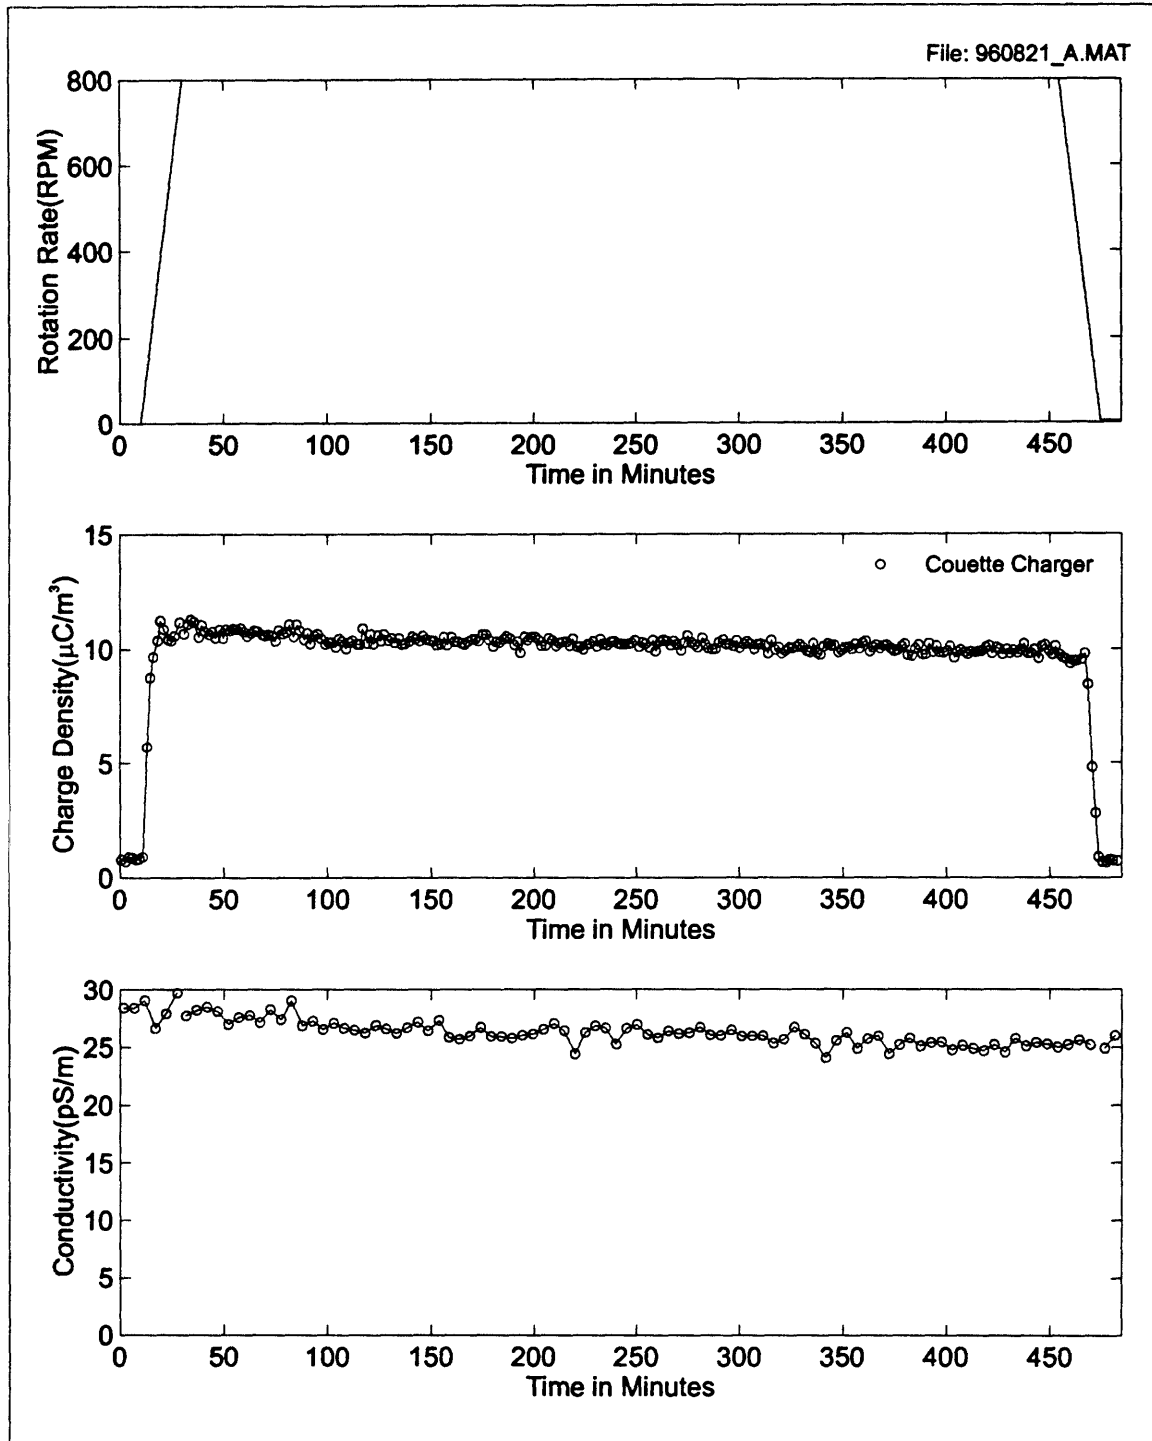 File: 960821_A.MAT
Rotation Rate(RPM)
800
600
400
200
0
0 50 100 150 200 250 300 350 400 450
Time in Minutes
Charge Density(μC/m³)
15
10
5
0
Couette Charger
0 50 100 150 200 250 300 350 400 450
Time in Minutes
Conductivity(pS/m)
30
25
20
15
10
5
0
0 50 100 150 200 250 300 350 400 450
Time in Minutes